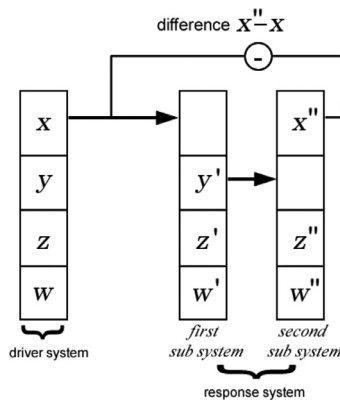 difference x"-x
-
x x"
y y'
z z' z"
w w' w"
first second
sub system sub system
driver system
response system